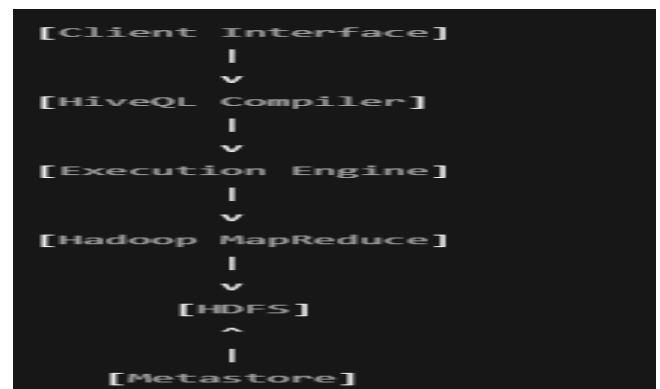 [Client Interface]
|
v
[HiveQL Compiler]
|
v
[Execution Engine]
|
v
[Hadoop MapReduce]
|
v
[HDFS]
^
|
[Metastore]